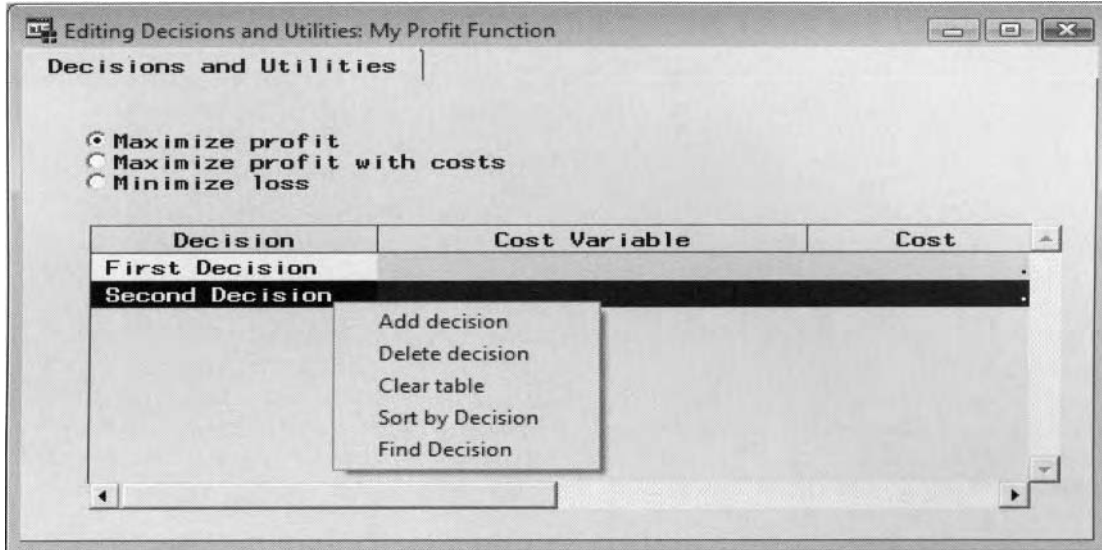 Editing Decisions and Utilities: My Profit Function
Decisions and Utilities
Maximize profit
Maximize profit with costs
Minimize loss
Decision Cost Variable Cost
First Decision .
Second Decision .
Add decision
Delete decision
Clear table
Sort by Decision
Find Decision